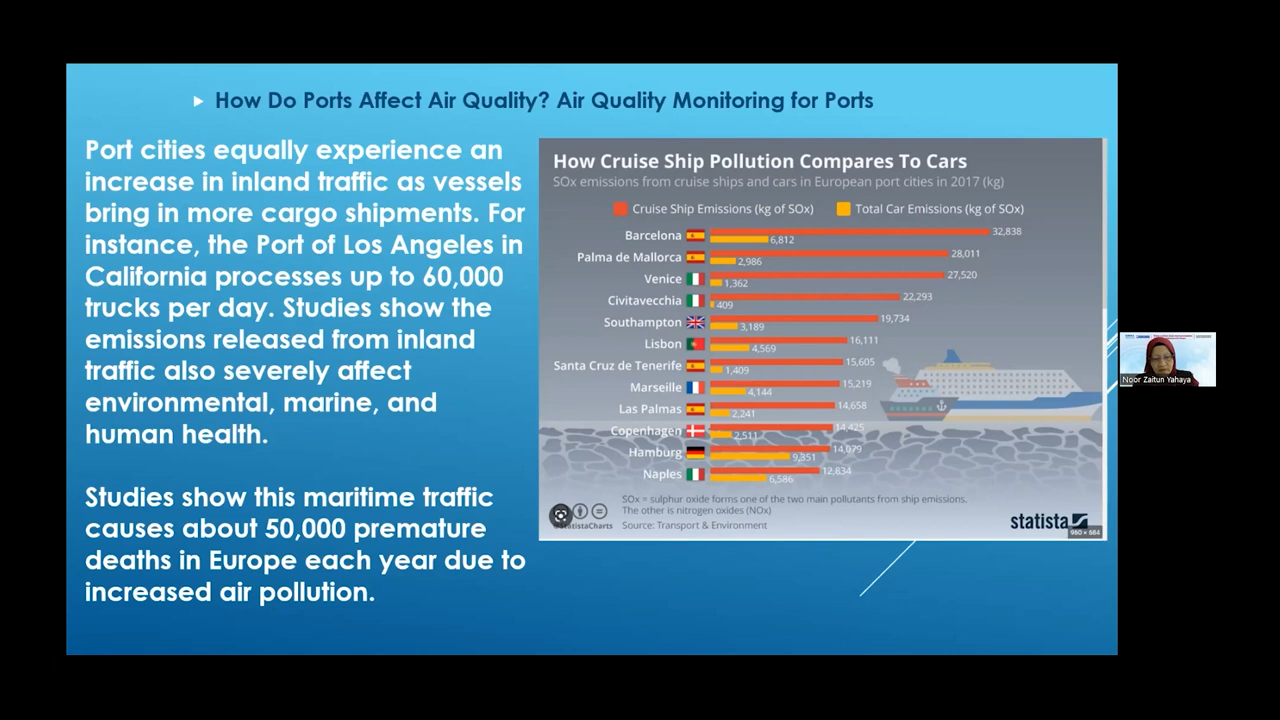 How Do Ports Affect Air Quality? Air Quality Monitoring for Ports
Port cities equally experience an
increase in inland traffic as vessels
bring in more cargo shipments. For
instance, the Port of Los Angeles in
California processes up to 60,000
trucks per day. Studies show the
emissions released from inland
traffic also severely affect
environmental, marine, and
human health.
Studies show this maritime traffic
causes about 50,000 premature
deaths in Europe each year due to
increased air pollution.
How Cruise Ship Pollution Compares To Cars
SOx emissions from cruise ships and cars in European port cities in 2017 (kg)
Cruise Ship Emissions (kg of SOx) Total Car Emissions (kg of SOx)
Barcelona 32,838
6,812
Palma de Mallorca 28,011
2,986
Venice 27,520
1,362
Civitavecchia 22,293
409
Southampton 19,734
3,189
Lisbon 16,111
4,569
Santa Cruz de Tenerife 15,605
1,409
Marseille 15,219
4,144
Las Palmas 14,658
2,241
Copenhagen 14,425
2,511
Hamburg 14,079
9,351
Naples 12,834
6,586
SOx = sulphur oxide forms one of the two main pollutants from ship emissions.
The other is nitrogen oxides (NOx)
@StatistaCharts Source: Transport & Environment
statista
960 × 684
Noor Zaitun Yahaya